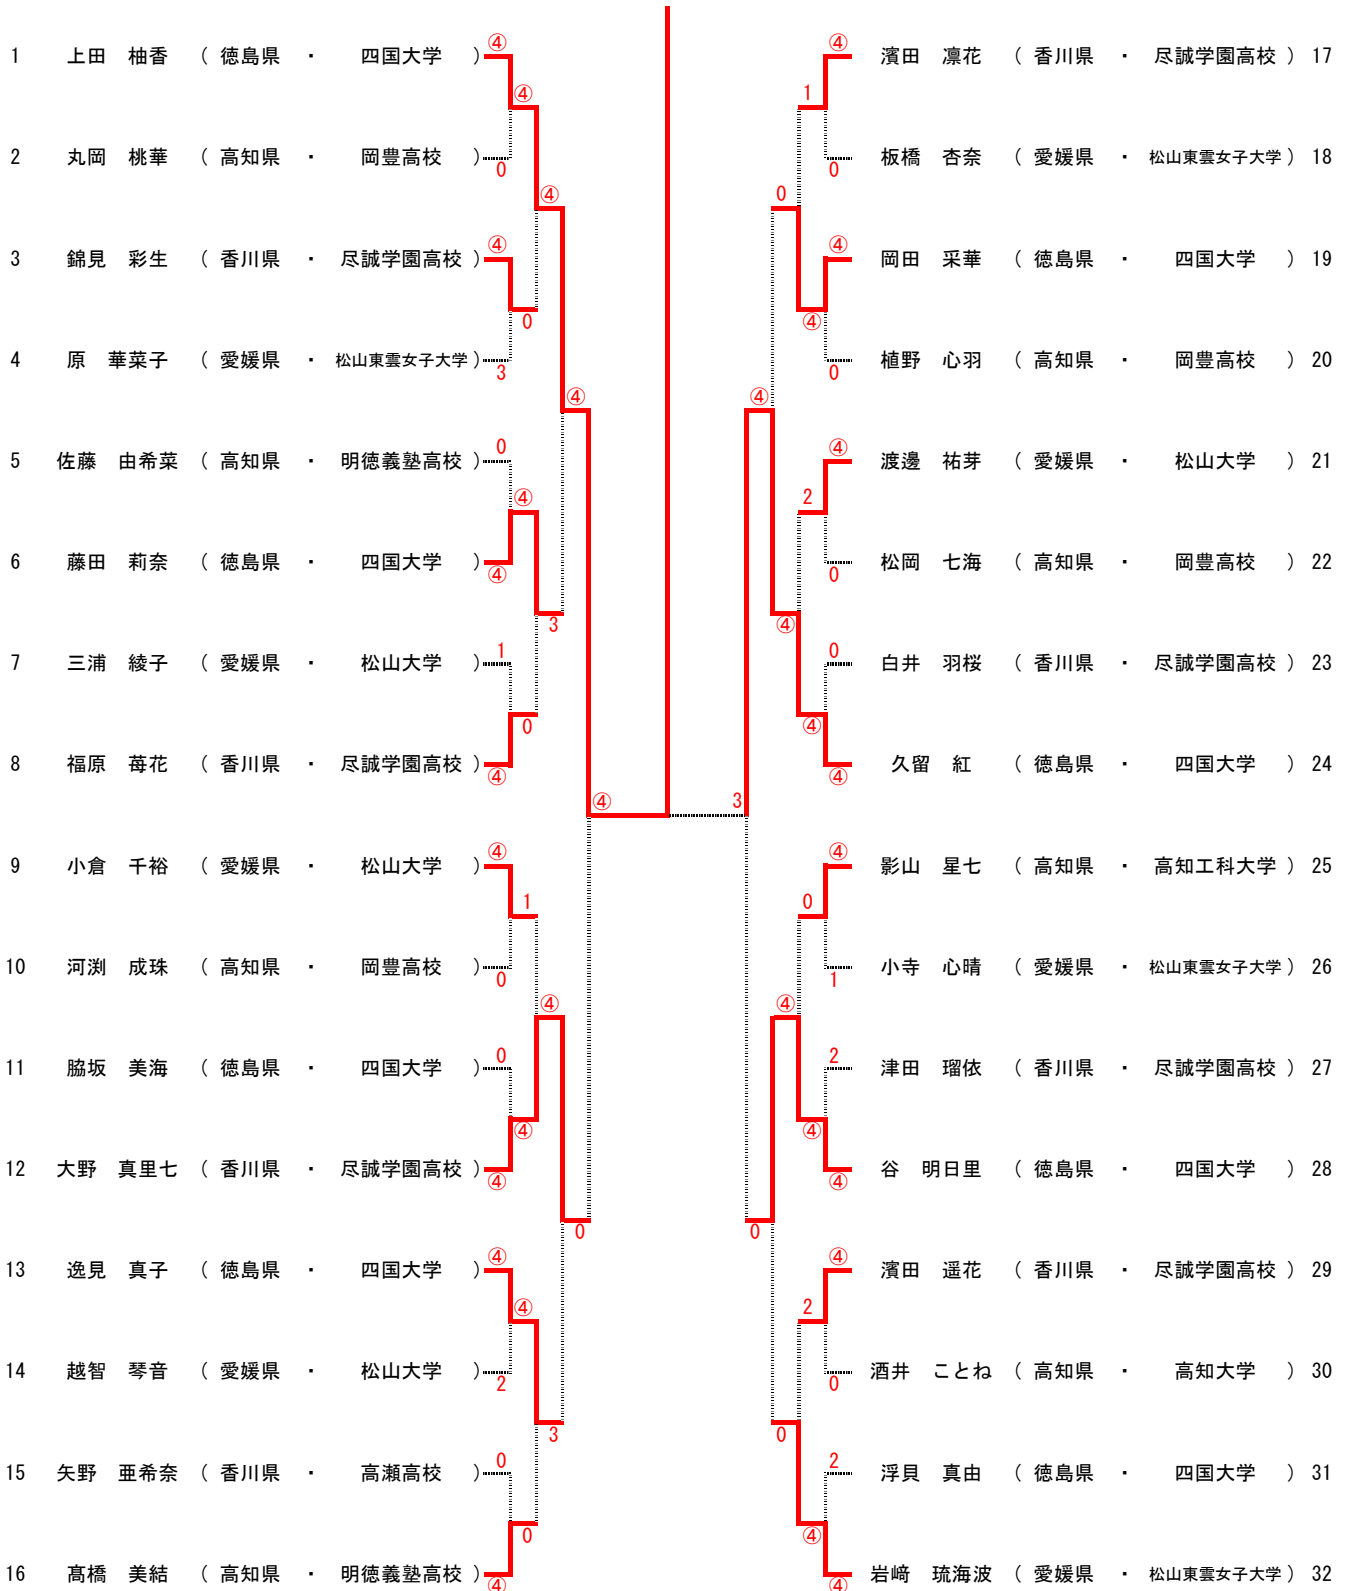 ④ ④
1 上田 柚香 ( 徳島県 ・ 四国大学 ) 濱田 凛花 ( 香川県 ・ 尽誠学園高校 ) 17
④ 1
2 丸岡 桃華 ( 高知県 ・ 岡豊高校 ) 板橋 杏奈 ( 愛媛県 ・ 松山東雲女子大学 ) 18
0 0
④ 0
④ ④
3 錦見 彩生 ( 香川県 ・ 尽誠学園高校 ) 岡田 采華 ( 徳島県 ・ 四国大学 ) 19
0 ④
4 原 華菜子 ( 愛媛県 ・ 松山東雲女子大学 ) 植野 心羽 ( 高知県 ・ 岡豊高校 ) 20
3 0
④ ④
0 ④
5 佐藤 由希菜 ( 高知県 ・ 明徳義塾高校 ) 渡邊 祐芽 ( 愛媛県 ・ 松山大学 ) 21
④ 2
6 藤田 莉奈 ( 徳島県 ・ 四国大学 ) 松岡 七海 ( 高知県 ・ 岡豊高校 ) 22
④ 0
3 ④
1 0
7 三浦 綾子 ( 愛媛県 ・ 松山大学 ) 白井 羽桜 ( 香川県 ・ 尽誠学園高校 ) 23
0 ④
8 福原 苺花 ( 香川県 ・ 尽誠学園高校 ) 久留 紅 ( 徳島県 ・ 四国大学 ) 24
④ ④
④ 3
④ ④
9 小倉 千裕 ( 愛媛県 ・ 松山大学 ) 影山 星七 ( 高知県 ・ 高知工科大学 ) 25
1 0
10 河渕 成珠 ( 高知県 ・ 岡豊高校 ) 小寺 心晴 ( 愛媛県 ・ 松山東雲女子大学 ) 26
0 1
④ ④
0 2
11 脇坂 美海 ( 徳島県 ・ 四国大学 ) 津田 瑠依 ( 香川県 ・ 尽誠学園高校 ) 27
④ ④
12 大野 真里七 ( 香川県 ・ 尽誠学園高校 ) 谷 明日里 ( 徳島県 ・ 四国大学 ) 28
④ ④
0 0
④ ④
13 逸見 真子 ( 徳島県 ・ 四国大学 ) 濱田 遥花 ( 香川県 ・ 尽誠学園高校 ) 29
④ 2
14 越智 琴音 ( 愛媛県 ・ 松山大学 ) 酒井 ことね ( 高知県 ・ 高知大学 ) 30
2 0
3 0
0 2
15 矢野 亜希奈 ( 香川県 ・ 高瀬高校 ) 浮貝 真由 ( 徳島県 ・ 四国大学 ) 31
0 ④
16 髙橋 美結 ( 高知県 ・ 明徳義塾高校 ) 岩﨑 琉海波 ( 愛媛県 ・ 松山東雲女子大学 ) 32
④ ④